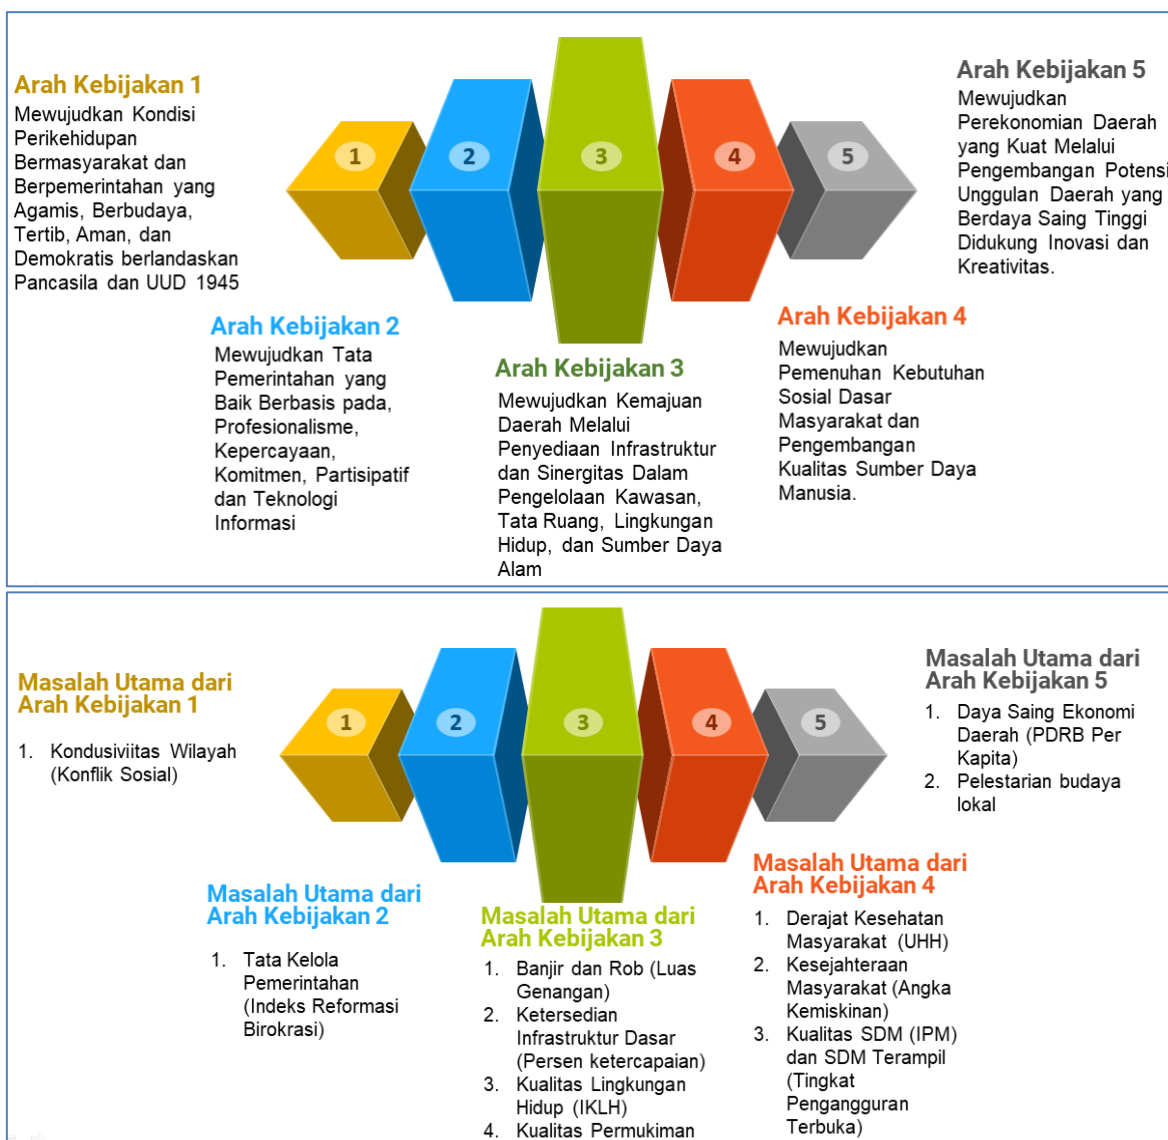 Arah Kebijakan 1
Mewujudkan Kondisi
Perikehidupan
Bermasyarakat dan
Berpemerintahan yang
Agamis, Berbudaya,
Tertib, Aman, dan
Demokratis berlandaskan
Pancasila dan UUD 1945
1
2
3
4
5
Arah Kebijakan 2
Mewujudkan Tata
Pemerintahan yang
Baik Berbasis pada,
Profesionalisme,
Kepercayaan,
Komitmen, Partisipatif
dan Teknologi
Informasi
Arah Kebijakan 3
Mewujudkan Kemajuan
Daerah Melalui
Penyediaan Infrastruktur
dan Sinergitas Dalam
Pengelolaan Kawasan,
Tata Ruang, Lingkungan
Hidup, dan Sumber Daya
Alam
Arah Kebijakan 4
Mewujudkan
Pemenuhan Kebutuhan
Sosial Dasar
Masyarakat dan
Pengembangan
Kualitas Sumber Daya
Manusia.
Arah Kebijakan 5
Mewujudkan
Perekonomian Daerah
yang Kuat Melalui
Pengembangan Potensi
Unggulan Daerah yang
Berdaya Saing Tinggi
Didukung Inovasi dan
Kreativitas.
Masalah Utama dari
Arah Kebijakan 1
1. Kondusiviitas Wilayah
(Konflik Sosial)
1
2
3
4
5
Masalah Utama dari
Arah Kebijakan 2
1. Tata Kelola
Pemerintahan
(Indeks Reformasi
Birokrasi)
Masalah Utama dari
Arah Kebijakan 3
1. Banjir dan Rob (Luas
Genangan)
2. Ketersedian
Infrastruktur Dasar
(Persen ketercapaian)
3. Kualitas Lingkungan
Hidup (IKLH)
4. Kualitas Permukiman
Masalah Utama dari
Arah Kebijakan 4
1. Derajat Kesehatan
Masyarakat (UHH)
2. Kesejahteraan
Masyarakat (Angka
Kemiskinan)
3. Kualitas SDM (IPM)
dan SDM Terampil
(Tingkat
Pengangguran
Terbuka)
Masalah Utama dari
Arah Kebijakan 5
1. Daya Saing Ekonomi
Daerah (PDRB Per
Kapita)
2. Pelestarian budaya
lokal